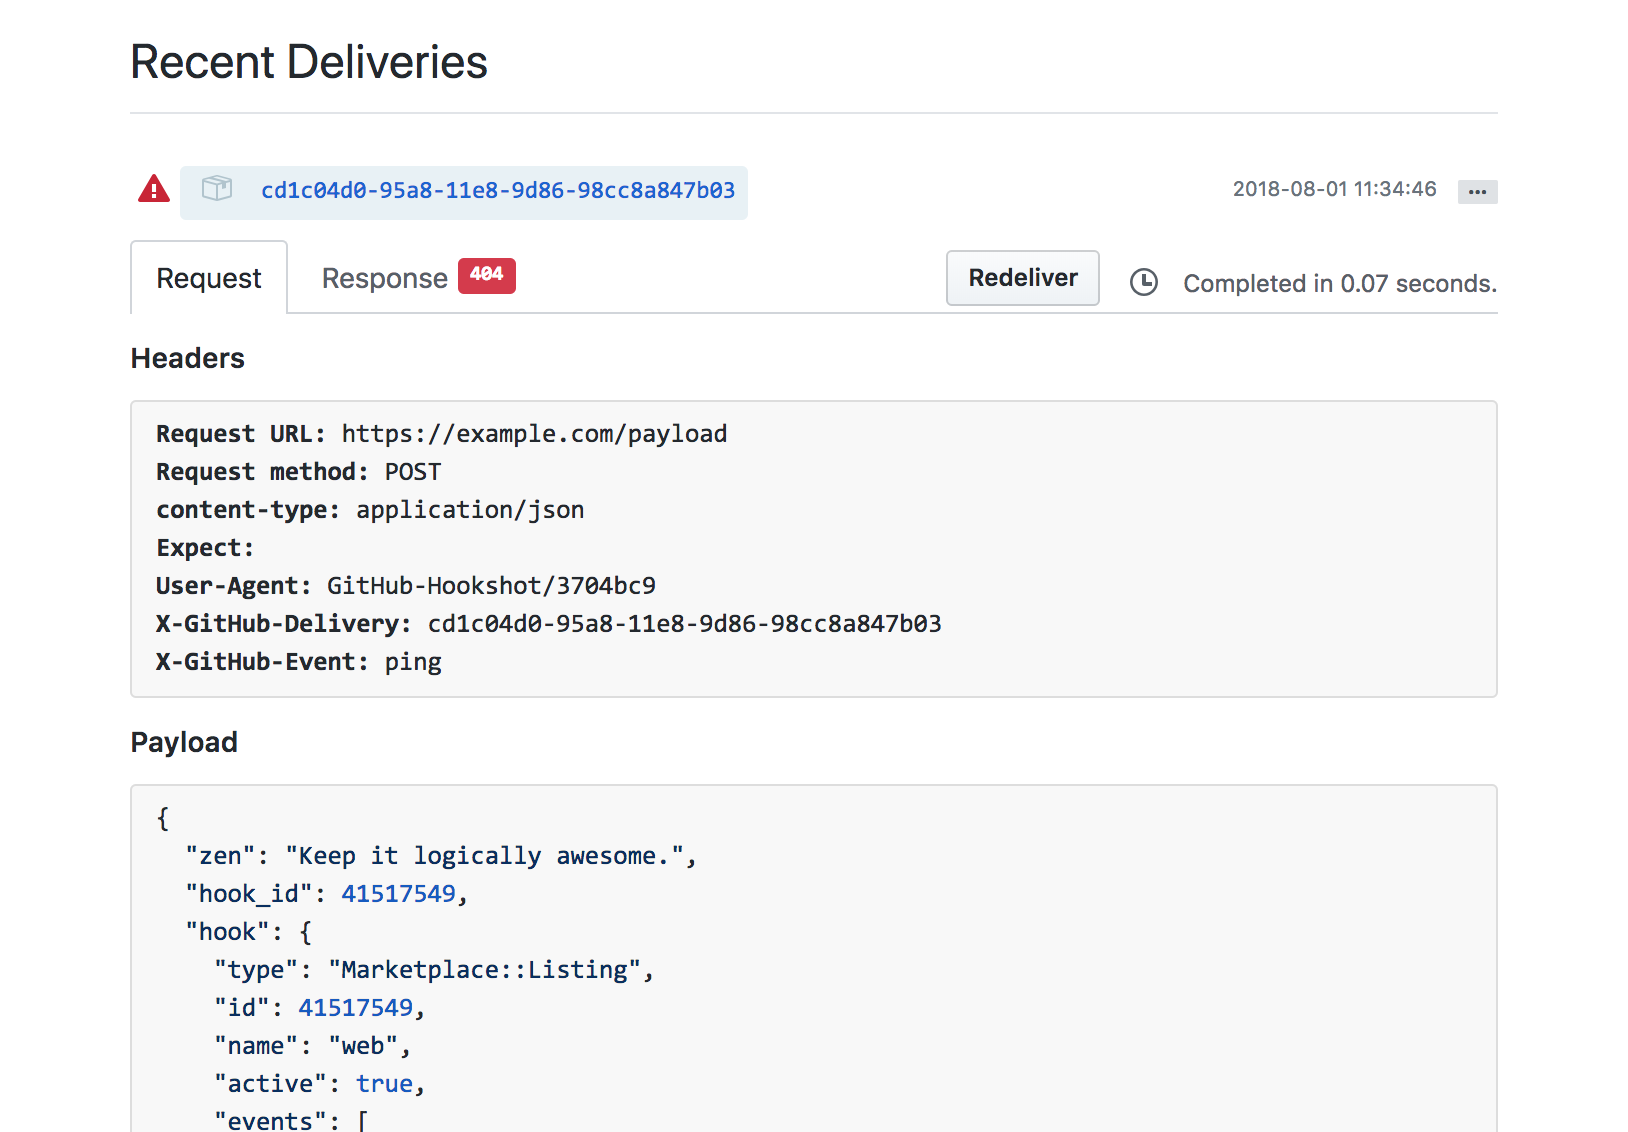 Recent Deliveries
cd1c04d0-95a8-11e8-9d86-98cc8a847b03 2018-08-01 11:34:46 ...
Request Response 404 Redeliver Completed in 0.07 seconds.
Headers
Request URL: https://example.com/payload
Request method: POST
content-type: application/json
Expect:
User-Agent: GitHub-Hookshot/3704bc9
X-GitHub-Delivery: cd1c04d0-95a8-11e8-9d86-98cc8a847b03
X-GitHub-Event: ping
Payload
{
"zen": "Keep it logically awesome.",
"hook_id": 41517549,
"hook": {
"type": "Marketplace::Listing",
"id": 41517549,
"name": "web",
"active": true,
"events": [